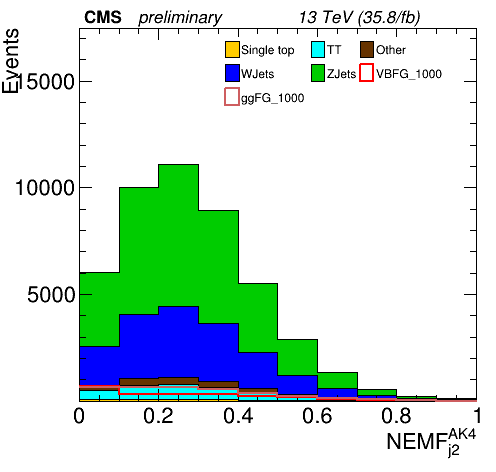 CMS preliminary 13 TeV (35.8/fb)
Events
Single top TT Other
WJets ZJets VBFG_1000
ggFG_1000
15000
10000
5000
0 0.2 0.4 0.6 0.8 1
NEMF^{AK4}_{j2}